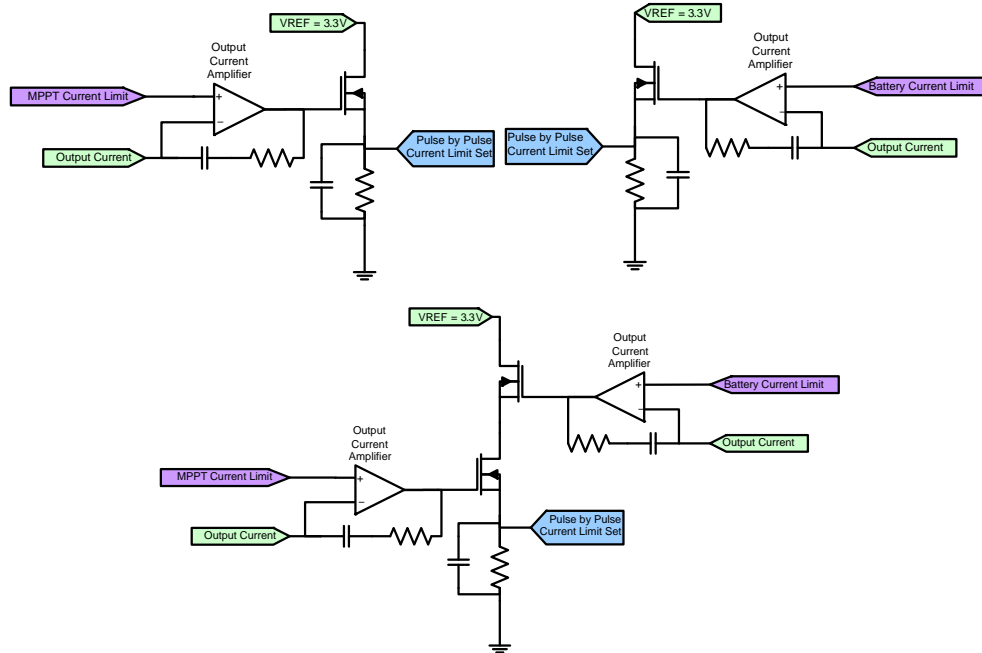 VREF = 3.3V
Output
Current
Amplifier
MPPT Current Limit
+
−
Output Current
Pulse by Pulse
Current Limit Set
VREF = 3.3V
Output
Current
Amplifier
Battery Current Limit
+
−
Pulse by Pulse
Current Limit Set
Output Current
VREF = 3.3V
Output
Current
Amplifier
Battery Current Limit
+
−
Output Current
Output
Current
Amplifier
MPPT Current Limit
+
−
Output Current
Pulse by Pulse
Current Limit Set